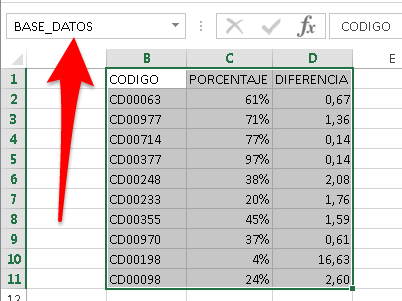 BASE_DATOS fx CODIGO
B C D E
1 CODIGO PORCENTAJE DIFERENCIA
2 CD00063 61% 0,67
3 CD00977 71% 1,36
4 CD00714 77% 0,14
5 CD00377 97% 0,14
6 CD00248 38% 2,08
7 CD00233 20% 1,76
8 CD00355 45% 1,59
9 CD00970 37% 0,61
10 CD00198 4% 16,63
11 CD00098 24% 2,60
12